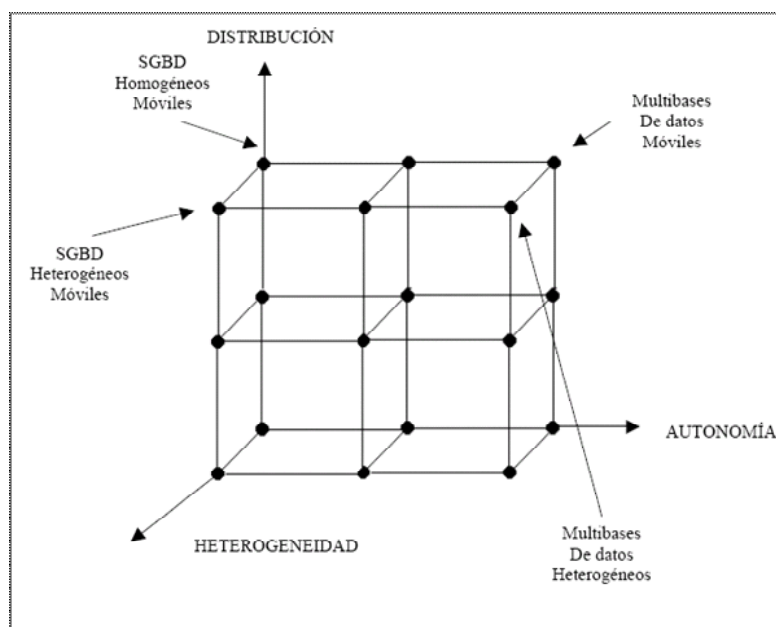 DISTRIBUCIÓN
SGBD
Homogéneos
Móviles
Multibases
De datos
Móviles
SGBD
Heterogéneos
Móviles
AUTONOMÍA
HETEROGENEIDAD
Multibases
De datos
Heterogéneos